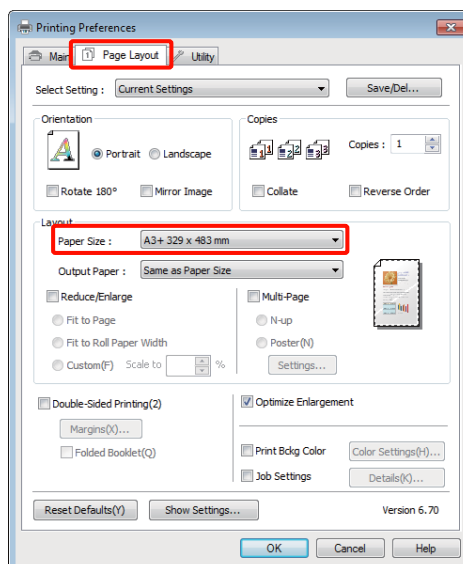 Printing Preferences
Main Page Layout Utility
Select Setting : Current Settings Save/Del...
Orientation Copies
Portrait Landscape Copies : 1
Rotate 180° Mirror Image Collate Reverse Order
Layout
Paper Size : A3+ 329 x 483 mm
Output Paper : Same as Paper Size
Reduce/Enlarge Multi-Page
Fit to Page N-up
Fit to Roll Paper Width Poster(N)
Custom(F) Scale to % Settings...
Double-Sided Printing(2) Optimize Enlargement
Margins(X)...
Folded Booklet(Q) Print Bckg Color Color Settings(H)...
Job Settings Details(K)...
Reset Defaults(Y) Show Settings... Version 6.70
OK Cancel Help